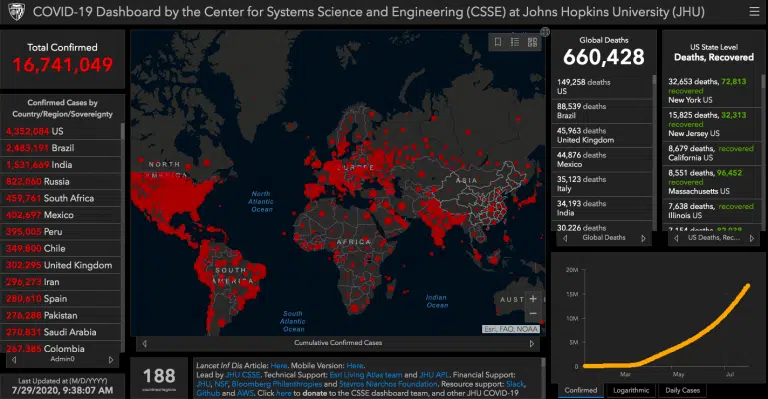 COVID-19 Dashboard by the Center for Systems Science and Engineering (CSSE) at Johns Hopkins University (JHU)
Total Confirmed
16,741,049
Confirmed Cases by
Country/Region/Sovereignty
4,352,084 US
2,483,191 Brazil
1,531,669 India
822,060 Russia
459,761 South Africa
402,697 Mexico
395,005 Peru
349,800 Chile
302,295 United Kingdom
296,273 Iran
280,610 Spain
276,288 Pakistan
270,831 Saudi Arabia
267,385 Colombia
Admin0
Last Updated at (M/D/YYYY)
7/29/2020, 9:38:07 AM
NORTH
AMERICA
EUROPE
ASIA
North
Atlantic
Ocean
AFRICA
SOUTH
AMERICA
Indian
Ocean
South
Atlantic
Ocean
AUST
Esri, FAO, NOAA
Cumulative Confirmed Cases
188
countries/regions
Lancet Inf Dis Article: Here. Mobile Version: Here.
Lead by JHU CSSE. Technical Support: Esri Living Atlas team and JHU APL. Financial Support:
JHU, NSF, Bloomberg Philanthropies and Stavros Niarchos Foundation. Resource support: Slack,
Github and AWS. Click here to donate to the CSSE dashboard team, and other JHU COVID-19
Global Deaths
660,428
149,258 deaths
US
88,539 deaths
Brazil
45,963 deaths
United Kingdom
44,876 deaths
Mexico
35,123 deaths
Italy
34,193 deaths
India
30,226 deaths
Global Deaths
US State Level
Deaths, Recovered
32,653 deaths, 72,813
recovered
New York US
15,825 deaths, 32,313
recovered
New Jersey US
8,679 deaths, recovered
California US
8,551 deaths, 96,452
recovered
Massachusetts US
7,638 deaths, recovered
Illinois US
US Deaths, Rec...
20M
15M
10M
5M
0
Mar
May
Jul
Confirmed
Logarithmic
Daily Cases